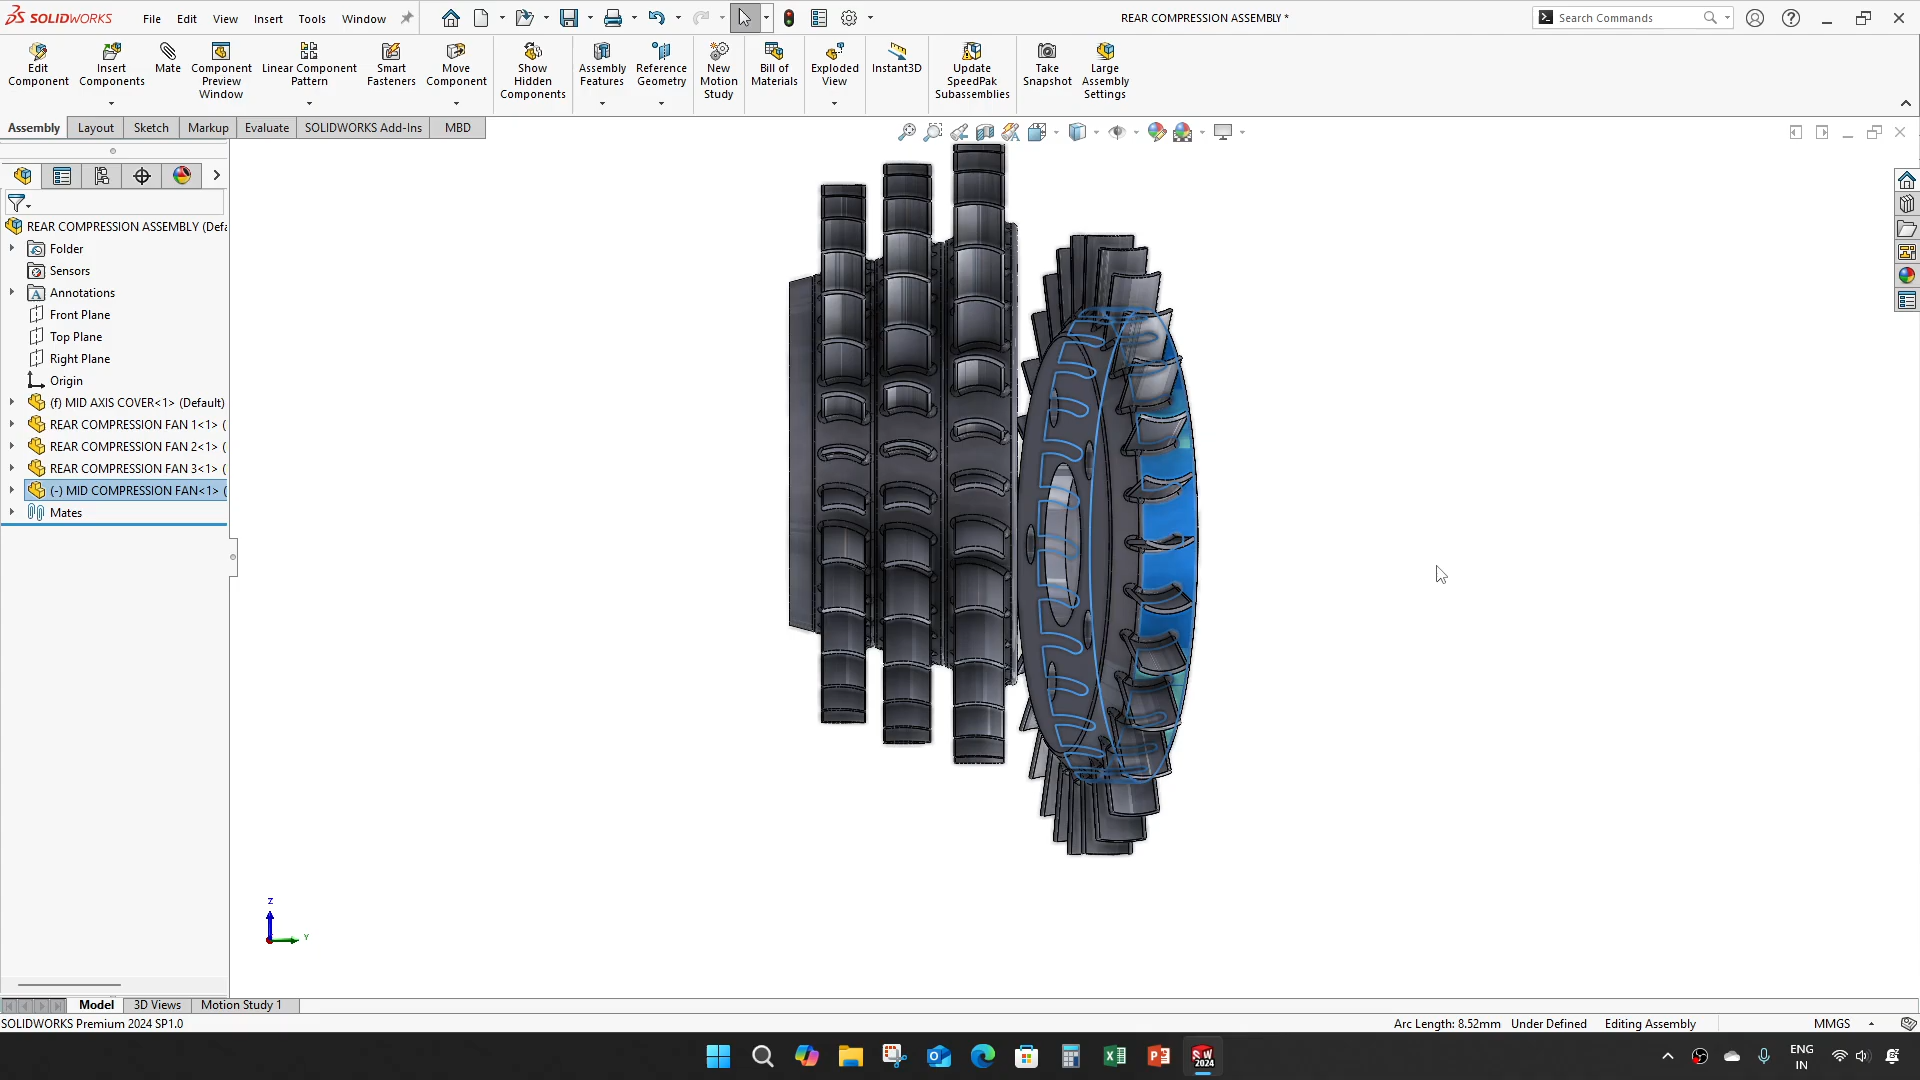 SOLIDWORKS File Edit View Insert Tools Window REAR COMPRESSION ASSEMBLY * Search Commands
Edit Component
Insert Components
Mate
Component Preview Window
Linear Component Pattern
Smart Fasteners
Move Component
Show Hidden Components
Assembly Features
Reference Geometry
New Motion Study
Bill of Materials
Exploded View
Instant3D
Update SpeedPak Subassemblies
Take Snapshot
Large Assembly Settings
Assembly Layout Sketch Markup Evaluate SOLIDWORKS Add-Ins MBD
REAR COMPRESSION ASSEMBLY (Defa
Folder
Sensors
Annotations
Front Plane
Top Plane
Right Plane
Origin
(f) MID AXIS COVER<1> (Default)
REAR COMPRESSION FAN 1<1> (
REAR COMPRESSION FAN 2<1> (
REAR COMPRESSION FAN 3<1> (
(-) MID COMPRESSION FAN<1> (
Mates
Z
Y
Model 3D Views Motion Study 1
SOLIDWORKS Premium 2024 SP1.0 Arc Length: 8.52mm Under Defined Editing Assembly MMGS
SW 2024
ENG
IN